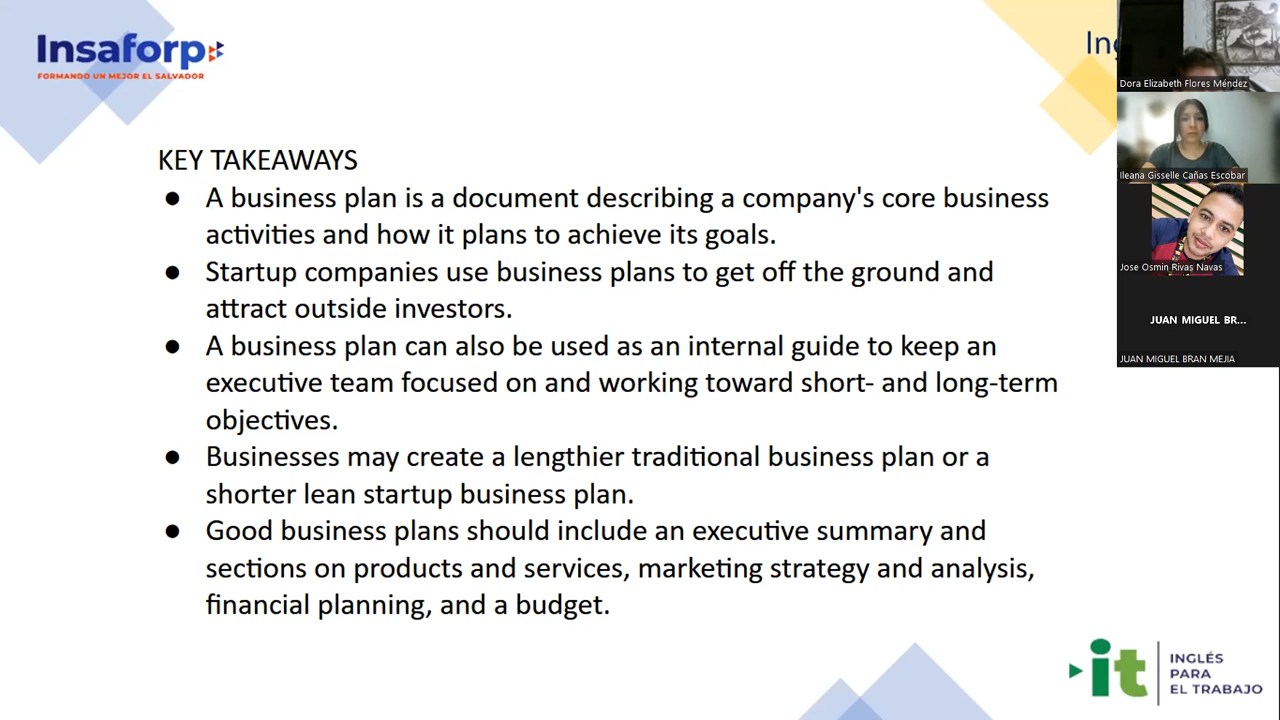 Insaforp
FORMANDO UN MEJOR EL SALVADOR
KEY TAKEAWAYS
● A business plan is a document describing a company's core business
activities and how it plans to achieve its goals.
● Startup companies use business plans to get off the ground and
attract outside investors.
● A business plan can also be used as an internal guide to keep an
executive team focused on and working toward short- and long-term
objectives.
● Businesses may create a lengthier traditional business plan or a
shorter lean startup business plan.
● Good business plans should include an executive summary and
sections on products and services, marketing strategy and analysis,
financial planning, and a budget.
Dora Elizabeth Flores Méndez
Ileana Gisselle Cañas Escobar
Jose Osmin Rivas Navas
JUAN MIGUEL BR...
JUAN MIGUEL BRAN MEJIA
it
INGLÉS
PARA
EL TRABAJO